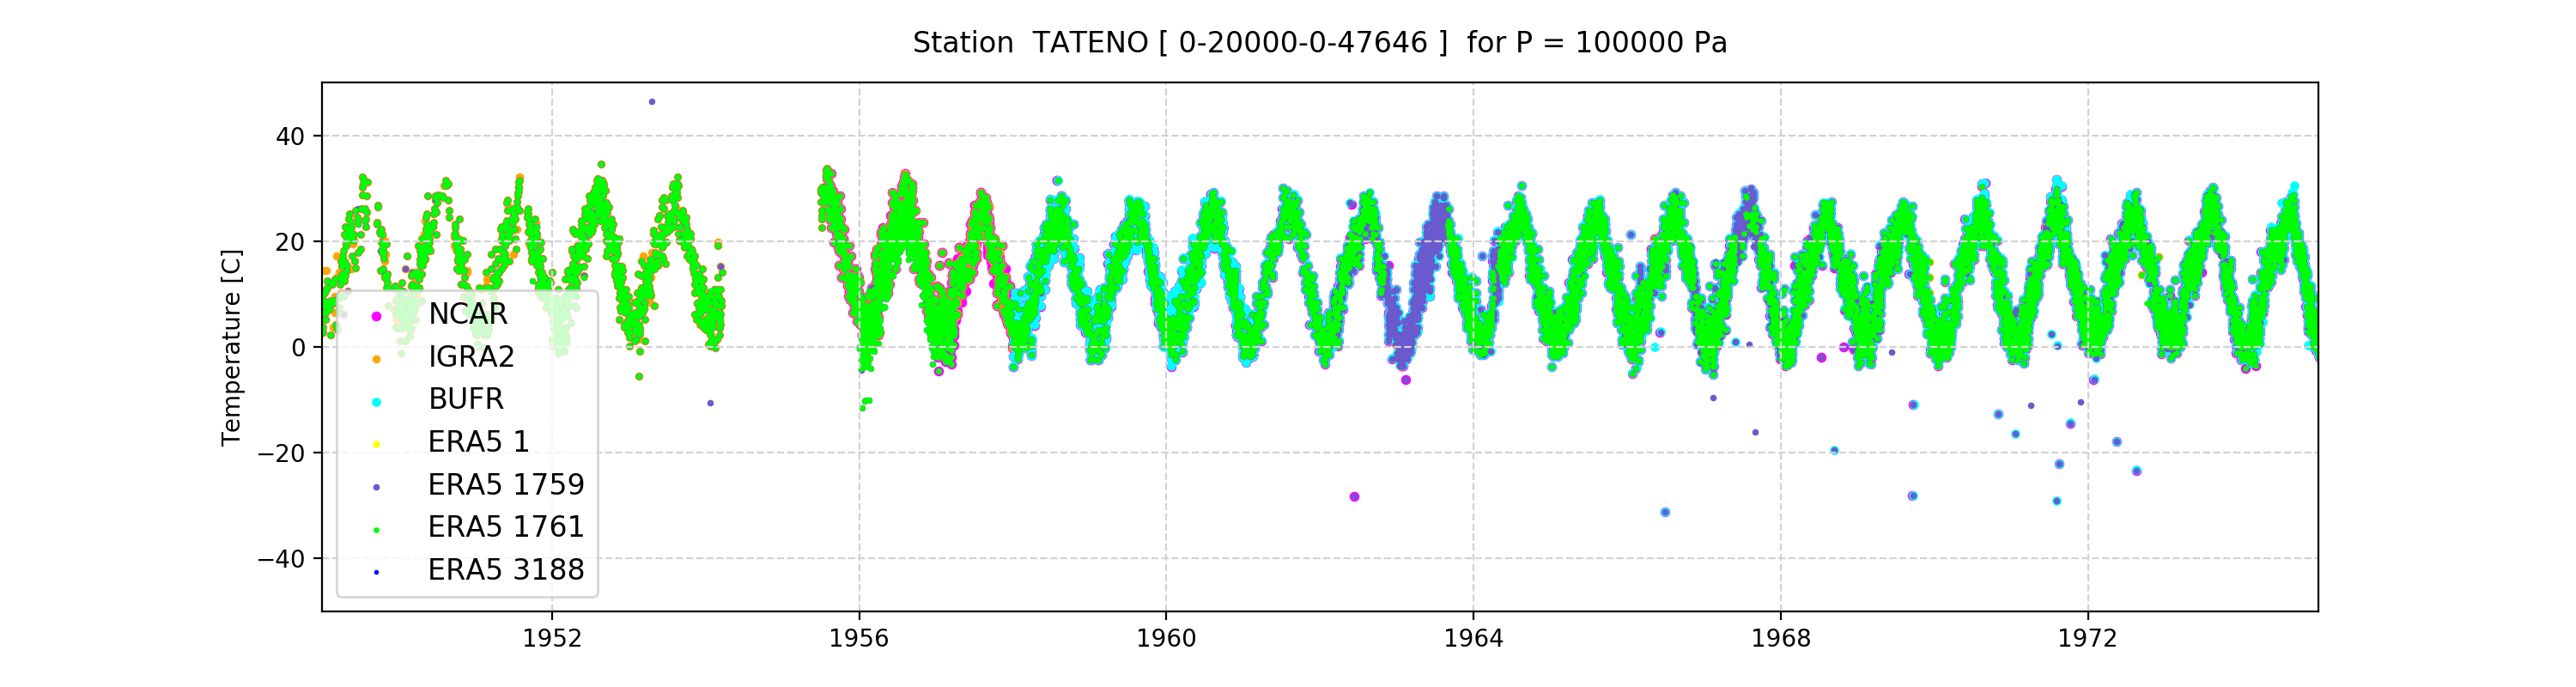 Station  TATENO [ 0-20000-0-47646 ]  for P = 100000 Pa
Temperature [C]
40
20
0
−20
−40
NCAR
IGRA2
BUFR
ERA5 1
ERA5 1759
ERA5 1761
ERA5 3188
1952
1956
1960
1964
1968
1972